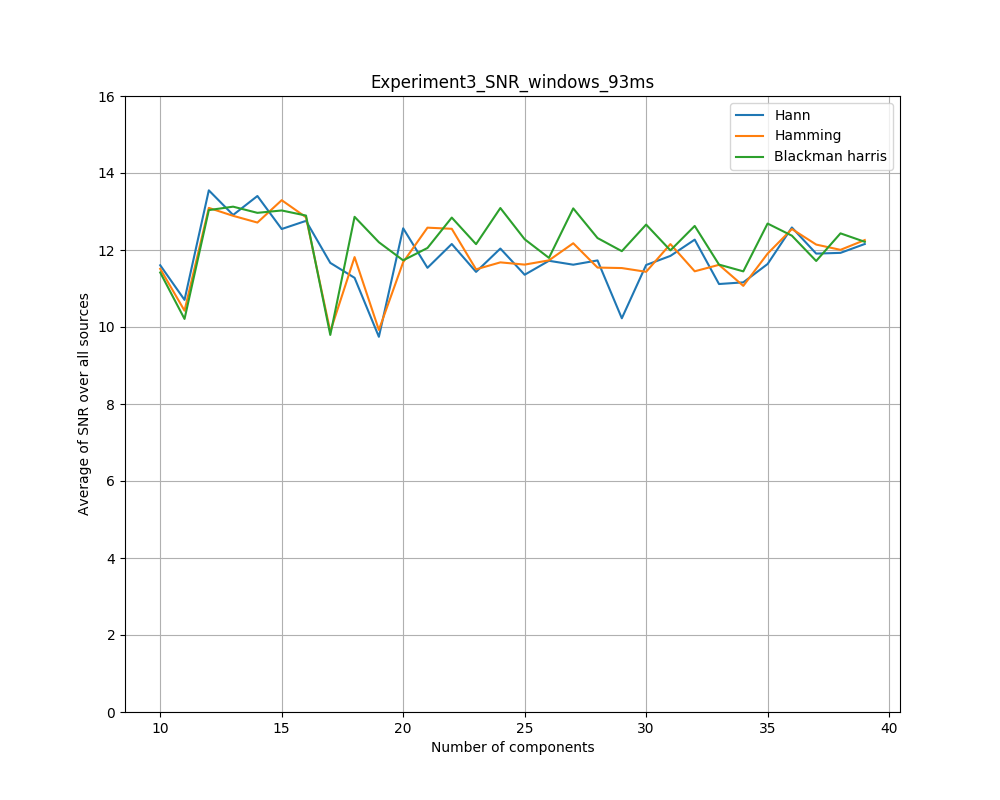 Experiment3_SNR_windows_93ms
Hann
Hamming
Blackman harris
16
14
12
10
8
6
4
2
0
Average of SNR over all sources
10 15 20 25 30 35 40
Number of components